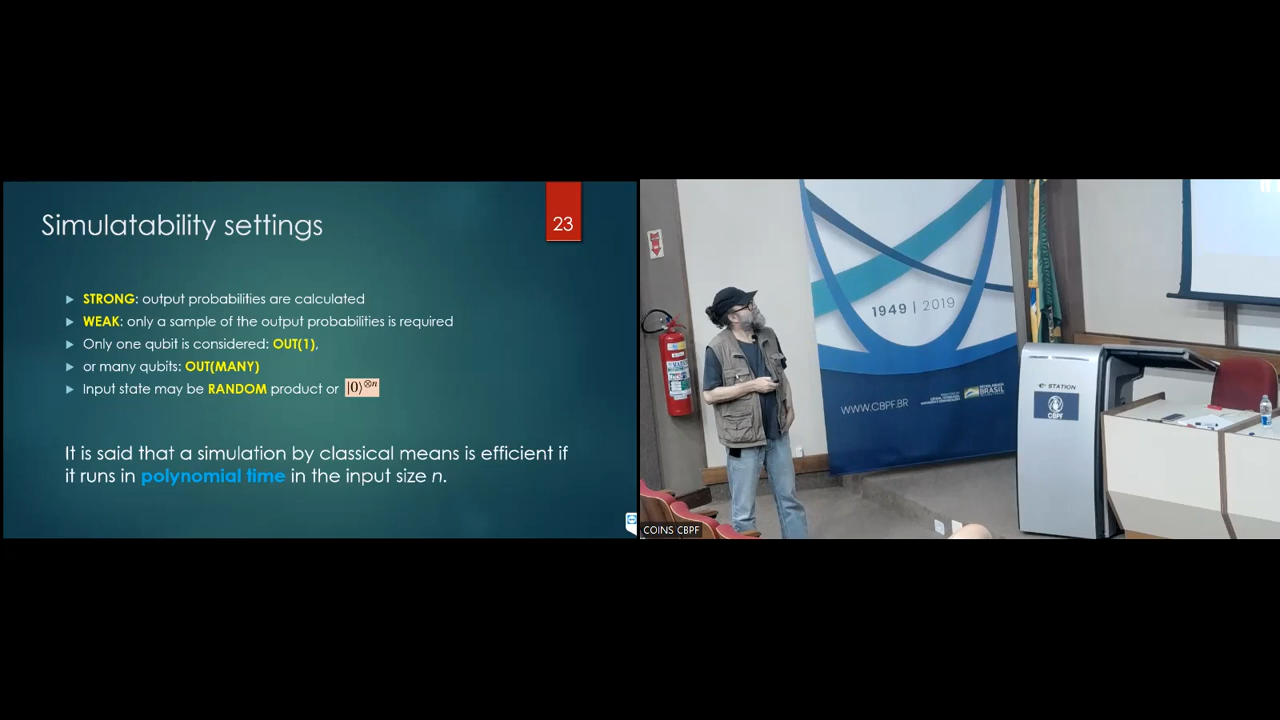 Simulatability settings
23
STRONG: output probabilities are calculated
WEAK: only a sample of the output probabilities is required
Only one qubit is considered: OUT(1),
or many qubits: OUT(MANY)
Input state may be RANDOM product or |0⟩⊗n
It is said that a simulation by classical means is efficient if
it runs in polynomial time in the input size n.
1949 | 2019
WWW.CBPF.BR
BRASIL
e-STATION
CBPF
COINS CBPF